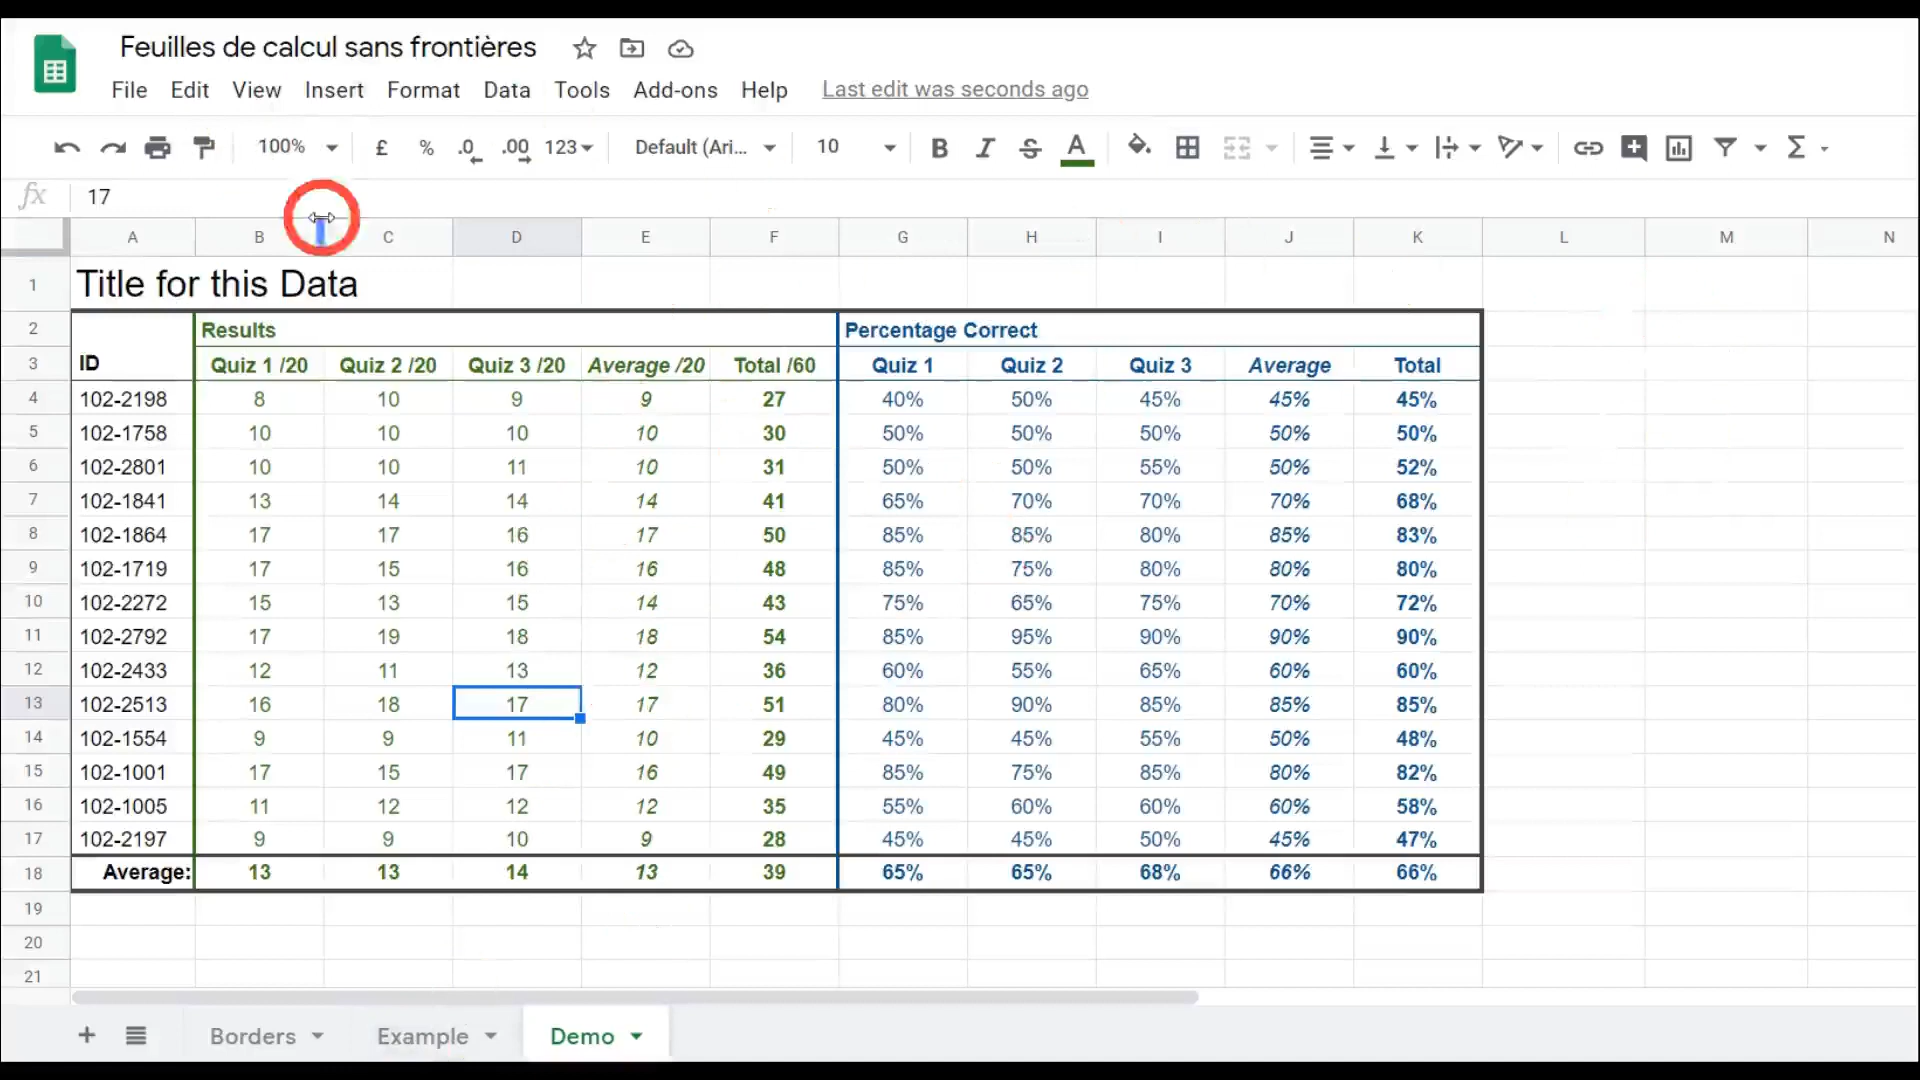 Feuilles de calcul sans frontières
File Edit View Insert Format Data Tools Add-ons Help Last edit was seconds ago
100% £ % .0 .00 123 Default (Ari... 10 B I S A Σ
fx 17
A B C D E F G H I J K L M N
1 Title for this Data
2 Results Percentage Correct
3 ID Quiz 1 /20 Quiz 2 /20 Quiz 3 /20 Average /20 Total /60 Quiz 1 Quiz 2 Quiz 3 Average Total
4 102-2198 8 10 9 9 27 40% 50% 45% 45% 45%
5 102-1758 10 10 10 10 30 50% 50% 50% 50% 50%
6 102-2801 10 10 11 10 31 50% 50% 55% 50% 52%
7 102-1841 13 14 14 14 41 65% 70% 70% 70% 68%
8 102-1864 17 17 16 17 50 85% 85% 80% 85% 83%
9 102-1719 17 15 16 16 48 85% 75% 80% 80% 80%
10 102-2272 15 13 15 14 43 75% 65% 75% 70% 72%
11 102-2792 17 19 18 18 54 85% 95% 90% 90% 90%
12 102-2433 12 11 13 12 36 60% 55% 65% 60% 60%
13 102-2513 16 18 17 17 51 80% 90% 85% 85% 85%
14 102-1554 9 9 11 10 29 45% 45% 55% 50% 48%
15 102-1001 17 15 17 16 49 85% 75% 85% 80% 82%
16 102-1005 11 12 12 12 35 55% 60% 60% 60% 58%
17 102-2197 9 9 10 9 28 45% 45% 50% 45% 47%
18 Average: 13 13 14 13 39 65% 65% 68% 66% 66%
19
20
21
+ Borders Example Demo